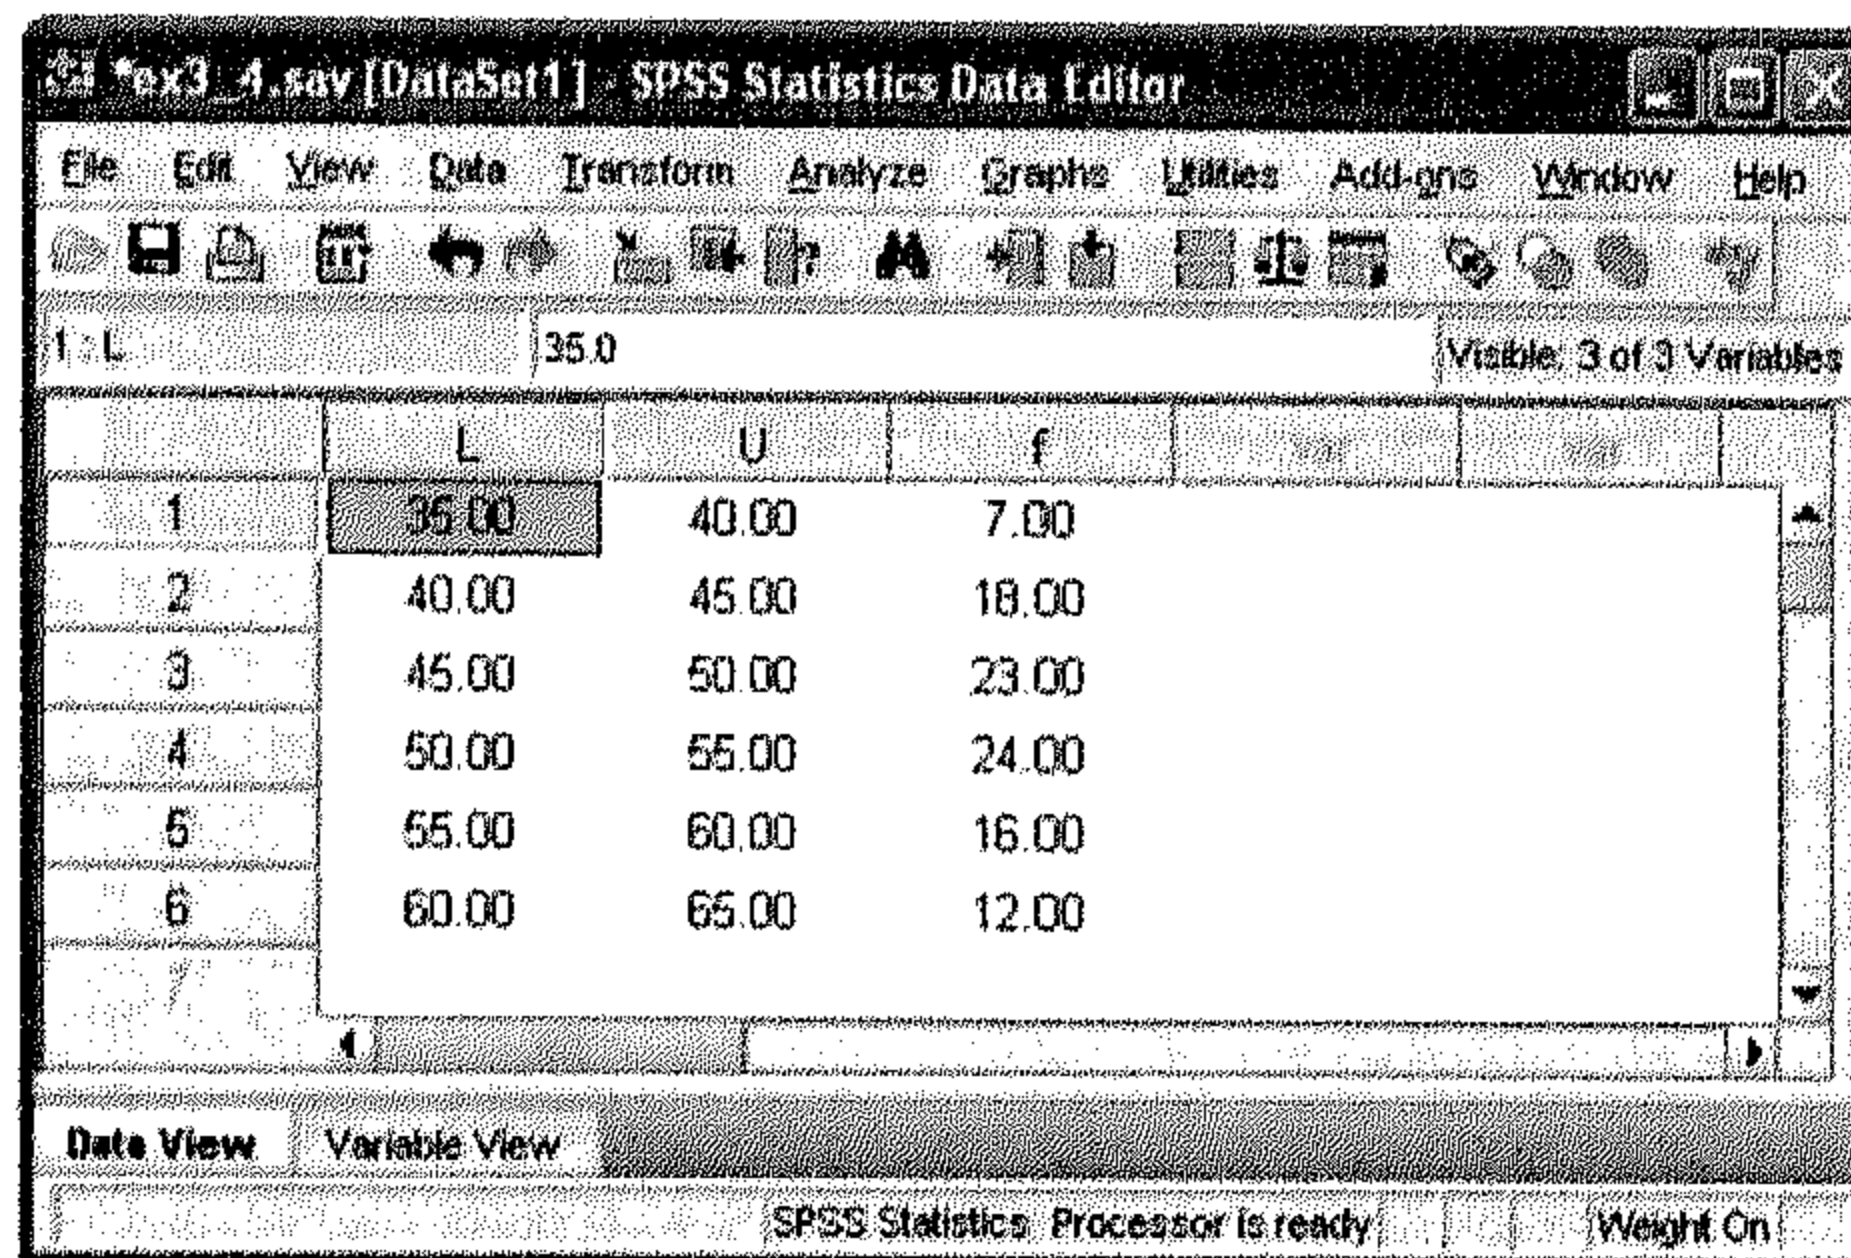 *ex3_4.sav [DataSet1] - SPSS Statistics Data Editor
File Edit View Data Transform Analyze Graphs Utilities Add-ons Window Help
1 : L 35.0 Visible: 3 of 3 Variables
L U f var var
1 35.00 40.00 7.00
2 40.00 45.00 18.00
3 45.00 50.00 23.00
4 50.00 55.00 24.00
5 55.00 60.00 16.00
6 60.00 65.00 12.00
7
Data View Variable View
SPSS Statistics Processor is ready Weight On